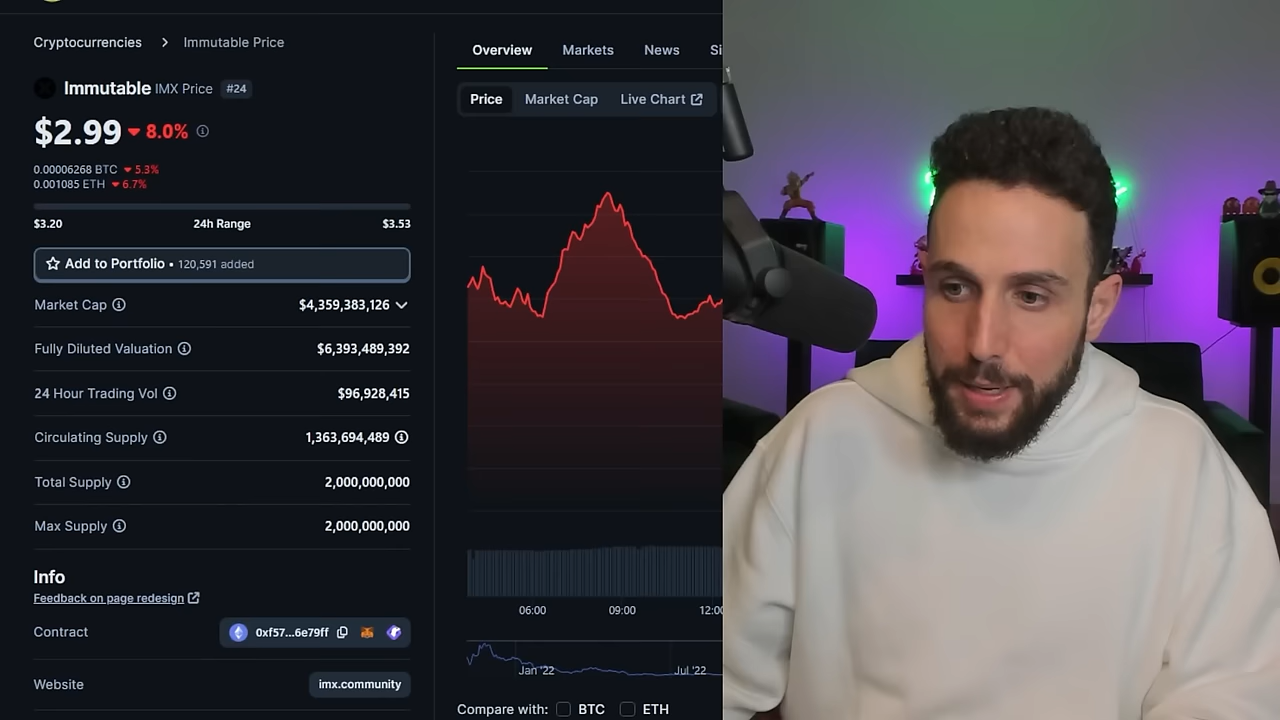 Cryptocurrencies > Immutable Price
Immutable IMX Price #24
$2.99 8.0%
0.00006268 BTC 5.3%
0.001085 ETH 6.7%
$3.20 24h Range $3.53
Add to Portfolio • 120,591 added
Market Cap $4,359,383,126
Fully Diluted Valuation $6,393,489,392
24 Hour Trading Vol $96,928,415
Circulating Supply 1,363,694,489
Total Supply 2,000,000,000
Max Supply 2,000,000,000
Info
Feedback on page redesign
Contract 0xf57...6e79ff
Website imx.community
Overview Markets News Si
Price Market Cap Live Chart
06:00 09:00 12:00
Jan '22 Jul '22
Compare with: BTC ETH